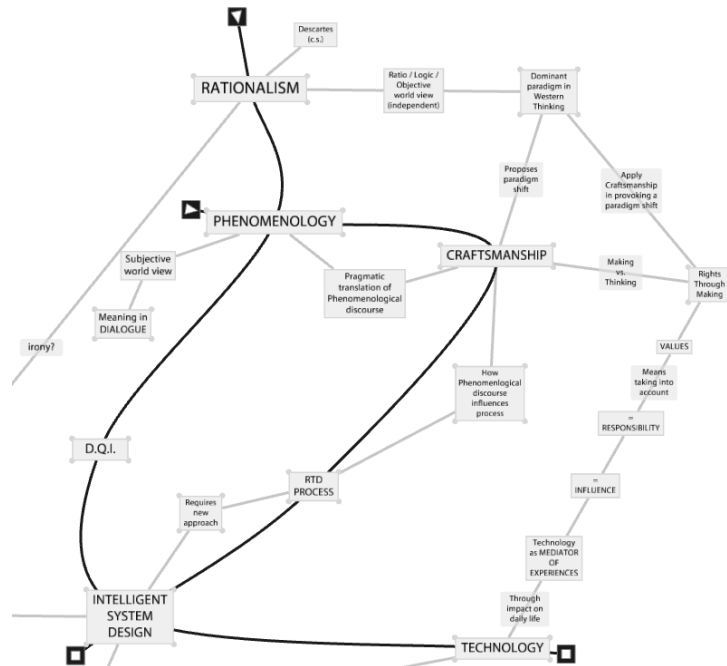 Descartes
(c.s.)
RATIONALISM
Ratio / Logic /
Objective
world view
(independent)
Dominant
paradigm in
Western
Thinking
Proposes
paradigm
shift
Apply
Craftsmanship
in provoking a
paradigm shift
PHENOMENOLOGY
Subjective
world view
Meaning in
DIALOGUE
Pragmatic
translation of
Phenomenological
discourse
CRAFTSMANSHIP
Making
vs.
Thinking
Rights
Through
Making
irony?
VALUES
Means
taking into
account
How
Phenomenlogical
discourse
influences
process
=
RESPONSIBILITY
D.Q.I.
RTD
PROCESS
=
INFLUENCE
Requires
new
approach
Technology
as MEDIATOR
OF
EXPERIENCES
INTELLIGENT
SYSTEM
DESIGN
Through
impact on
daily life
TECHNOLOGY